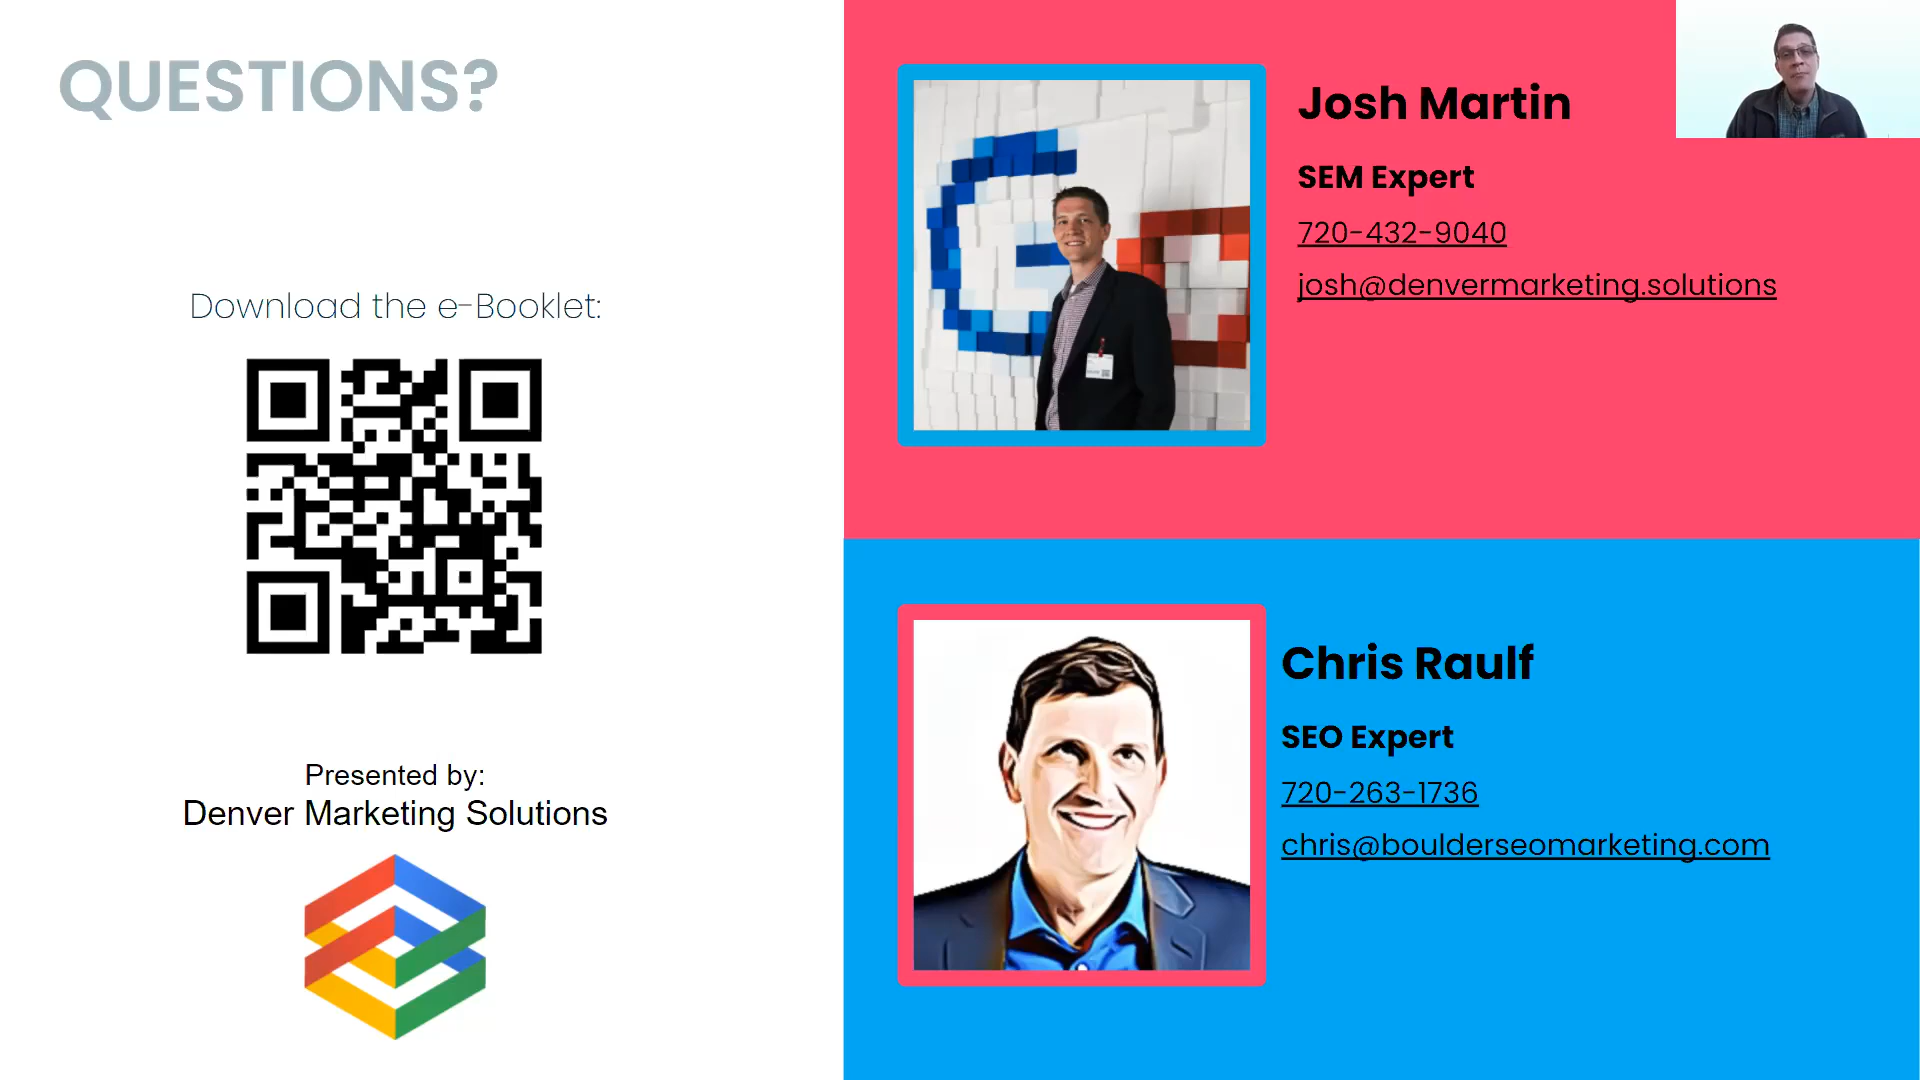 QUESTIONS?
Download the e-Booklet:
Presented by:
Denver Marketing Solutions
Josh Martin
SEM Expert
720-432-9040
josh@denvermarketing.solutions
Chris Raulf
SEO Expert
720-263-1736
chris@boulderseomarketing.com